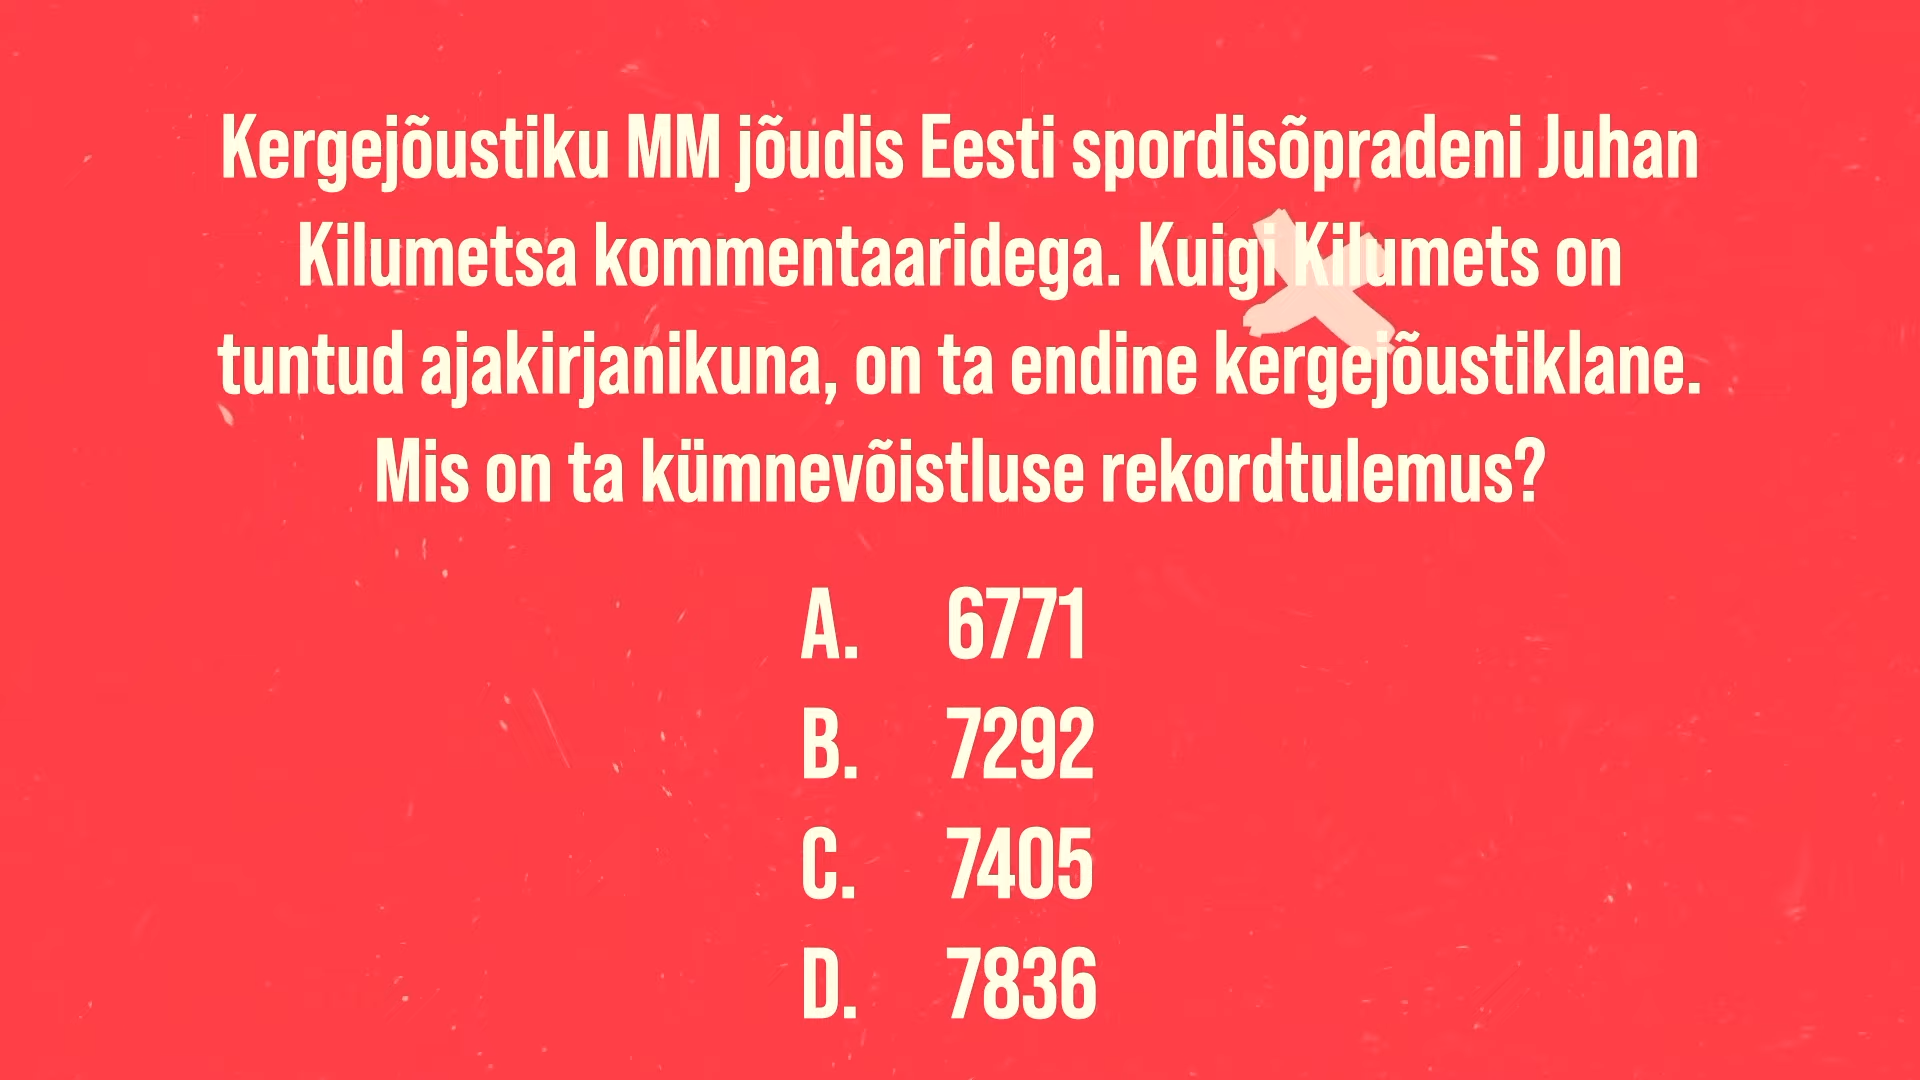 Kergejõustiku MM jõudis Eesti spordisõpradeni Juhan
Kilumetsa kommentaaridega. Kuigi Kilumets on
tuntud ajakirjanikuna, on ta endine kergejõustiklane.
Mis on ta kümnevõistluse rekordtulemus?
A. 6771
B. 7292
C. 7405
D. 7836